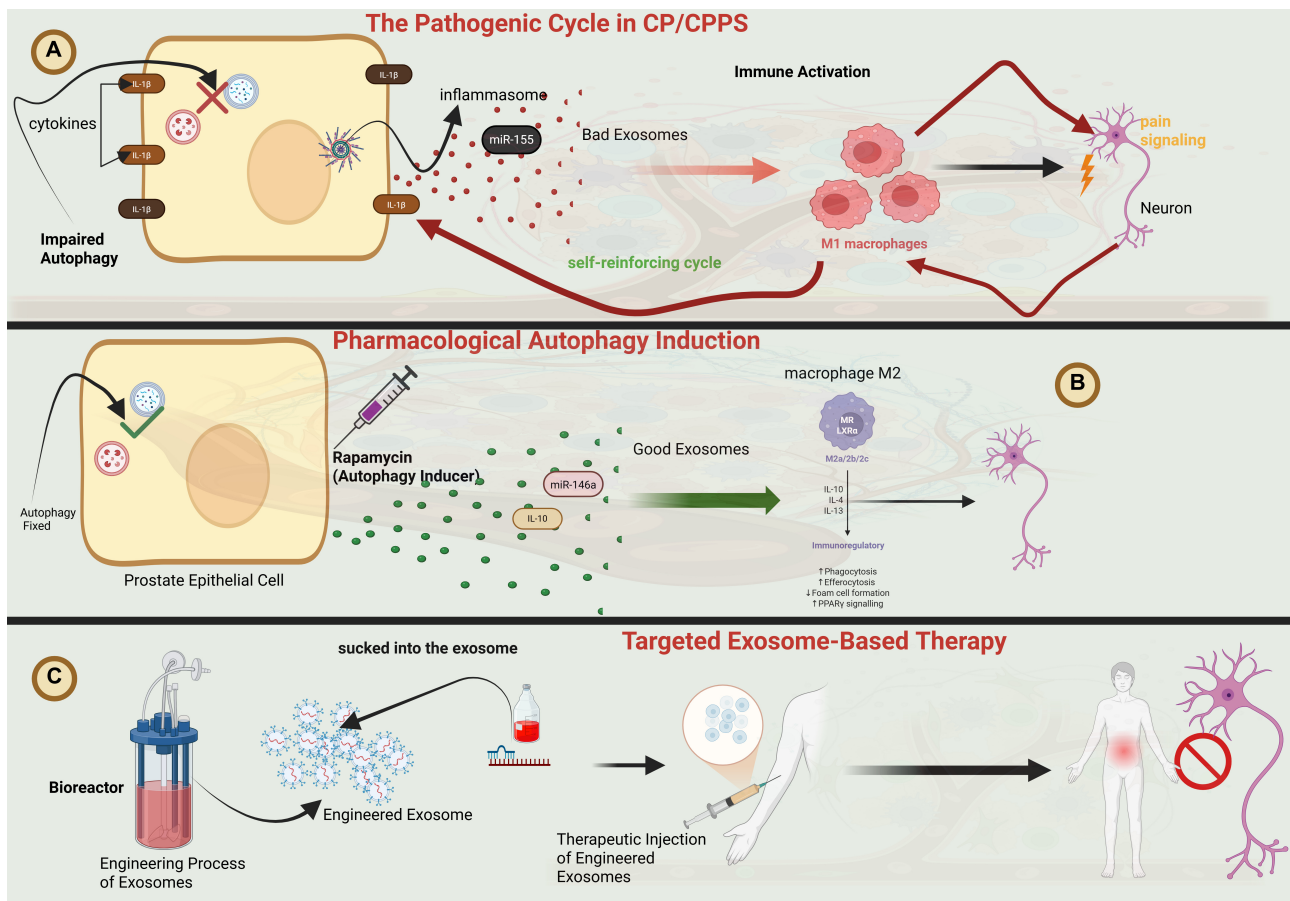 The Pathogenic Cycle in CP/CPPS
A
IL-1β
IL-1β
cytokines
IL-1β
IL-1β
IL-1β
Impaired
Autophagy
inflammasome
miR-155
Bad Exosomes
Immune Activation
M1 macrophages
self-reinforcing cycle
pain
signaling
Neuron
Pharmacological Autophagy Induction
B
Autophagy
Fixed
Prostate Epithelial Cell
Rapamycin
(Autophagy Inducer)
miR-146a
IL-10
Good Exosomes
macrophage M2
MR
LXRα
M2a/2b/2c
IL-10
IL-4
IL-13
Immunoregulatory
↑Phagocytosis
↑Efferocytosis
↓Foam cell formation
↑PPARγ signalling
Targeted Exosome-Based Therapy
C
sucked into the exosome
Bioreactor
Engineering Process
of Exosomes
Engineered Exosome
Therapeutic Injection
of Engineered
Exosomes